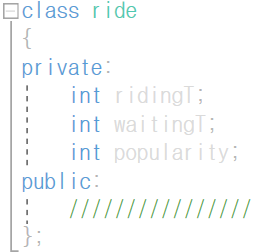 class ride
{
private:
    int ridingT;
    int waitingT;
    int popularity;
public:
    ////////////////
};